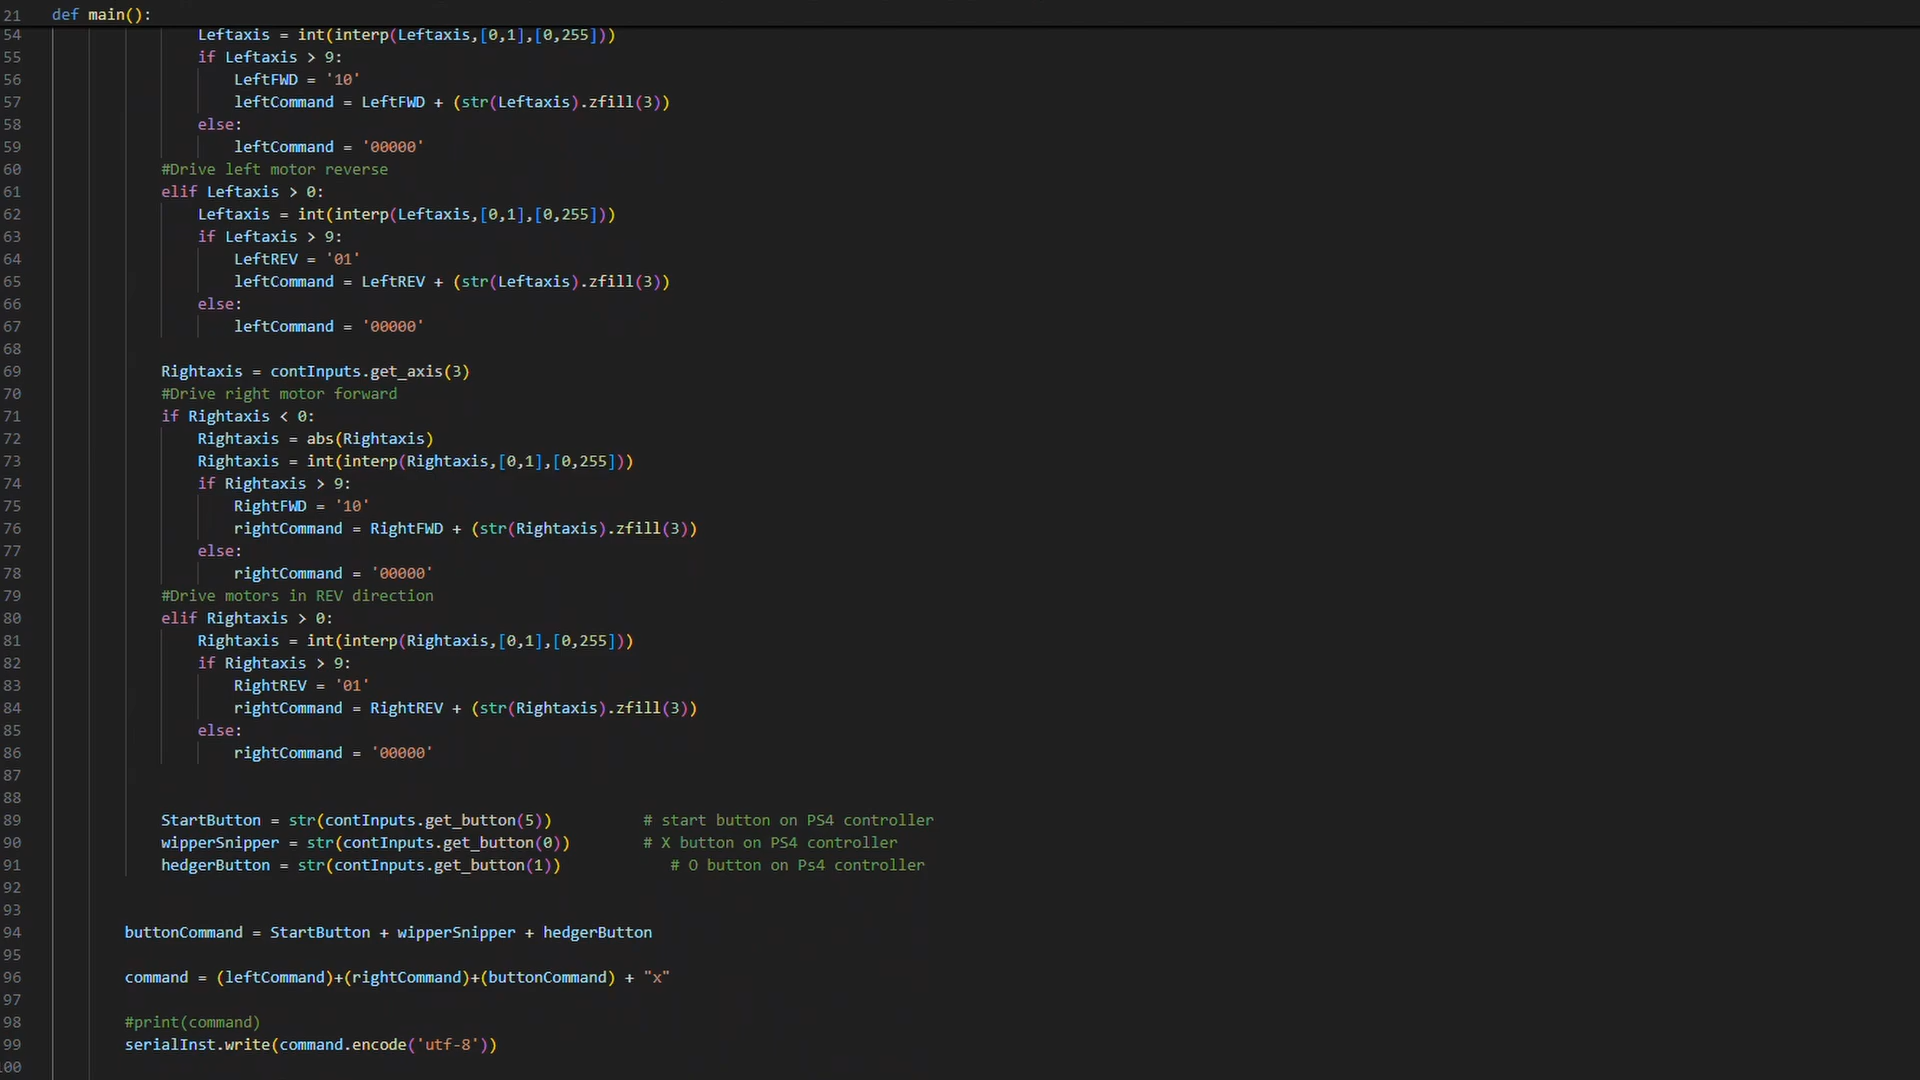 21 def main():
54 Leftaxis = int(interp(Leftaxis,[0,1],[0,255]))
55 if Leftaxis > 9:
56 LeftFWD = '10'
57 leftCommand = LeftFWD + (str(Leftaxis).zfill(3))
58 else:
59 leftCommand = '00000'
60 #Drive left motor reverse
61 elif Leftaxis > 0:
62 Leftaxis = int(interp(Leftaxis,[0,1],[0,255]))
63 if Leftaxis > 9:
64 LeftREV = '01'
65 leftCommand = LeftREV + (str(Leftaxis).zfill(3))
66 else:
67 leftCommand = '00000'
68
69 Rightaxis = contInputs.get_axis(3)
70 #Drive right motor forward
71 if Rightaxis < 0:
72 Rightaxis = abs(Rightaxis)
73 Rightaxis = int(interp(Rightaxis,[0,1],[0,255]))
74 if Rightaxis > 9:
75 RightFWD = '10'
76 rightCommand = RightFWD + (str(Rightaxis).zfill(3))
77 else:
78 rightCommand = '00000'
79 #Drive motors in REV direction
80 elif Rightaxis > 0:
81 Rightaxis = int(interp(Rightaxis,[0,1],[0,255]))
82 if Rightaxis > 9:
83 RightREV = '01'
84 rightCommand = RightREV + (str(Rightaxis).zfill(3))
85 else:
86 rightCommand = '00000'
87
88
89 StartButton = str(contInputs.get_button(5)) # start button on PS4 controller
90 wipperSnipper = str(contInputs.get_button(0)) # X button on PS4 controller
91 hedgerButton = str(contInputs.get_button(1)) # O button on Ps4 controller
92
93
94 buttonCommand = StartButton + wipperSnipper + hedgerButton
95
96 command = (leftCommand)+(rightCommand)+(buttonCommand) + "x"
97
98 #print(command)
99 serialInst.write(command.encode('utf-8'))
100